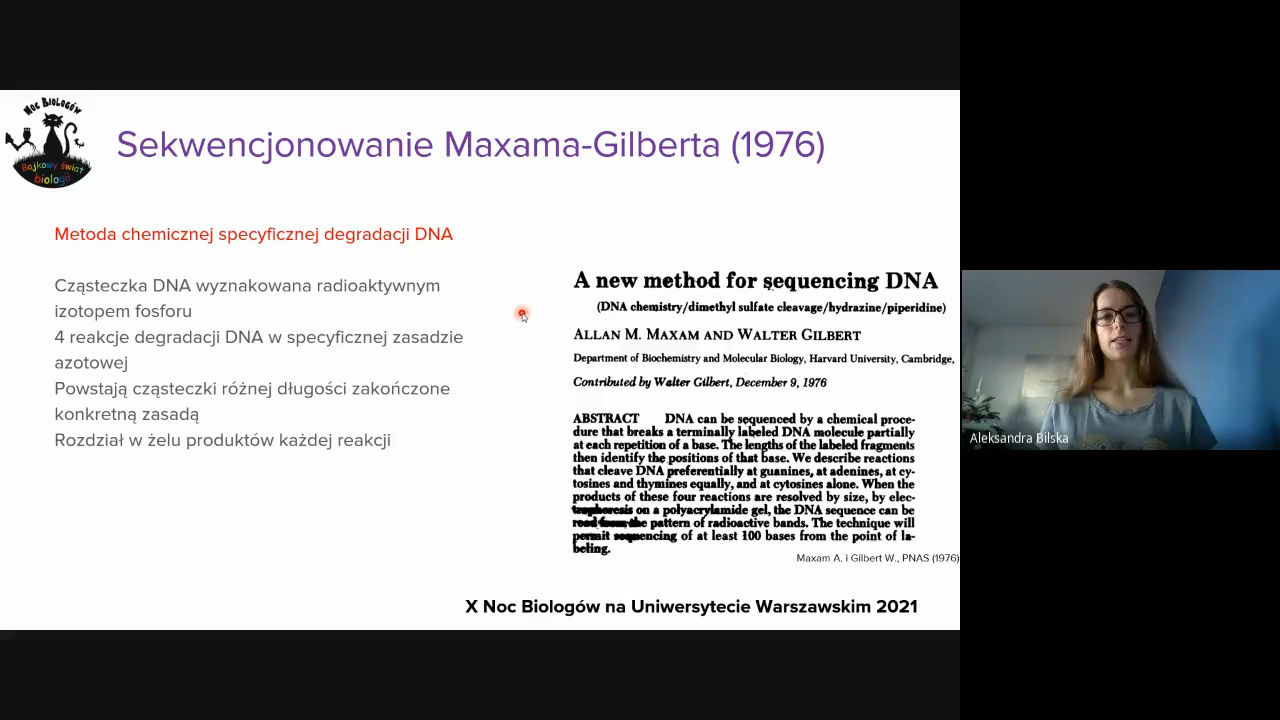 Noc Biologów
Bajkowy świat
biologii
Sekwencjonowanie Maxama-Gilberta (1976)
Metoda chemicznej specyficznej degradacji DNA
Cząsteczka DNA wyznakowana radioaktywnym
izotopem fosforu
4 reakcje degradacji DNA w specyficznej zasadzie
azotowej
Powstają cząsteczki różnej długości zakończone
konkretną zasadą
Rozdział w żelu produktów każdej reakcji
A new method for sequencing DNA
(DNA chemistry/dimethyl sulfate cleavage/hydrazine/piperidine)
ALLAN M. MAXAM AND WALTER GILBERT
Department of Biochemistry and Molecular Biology, Harvard University, Cambridge,
Contributed by Walter Gilbert, December 9, 1976
ABSTRACT DNA can be sequenced by a chemical proce-
dure that breaks a terminally labeled DNA molecule partially
at each repetition of a base. The lengths of the labeled fragments
then identify the positions of that base. We describe reactions
that cleave DNA preferentially at guanines, at adenines, at cy-
tosines and thymines equally, and at cytosines alone. When the
products of these four reactions are resolved by size, by elec-
trophoresis on a polyacrylamide gel, the DNA sequence can be
read from the pattern of radioactive bands. The technique will
permit sequencing of at least 100 bases from the point of la-
beling.
Maxam A. i Gilbert W., PNAS (1976)
X Noc Biologów na Uniwersytecie Warszawskim 2021
Aleksandra Bilska